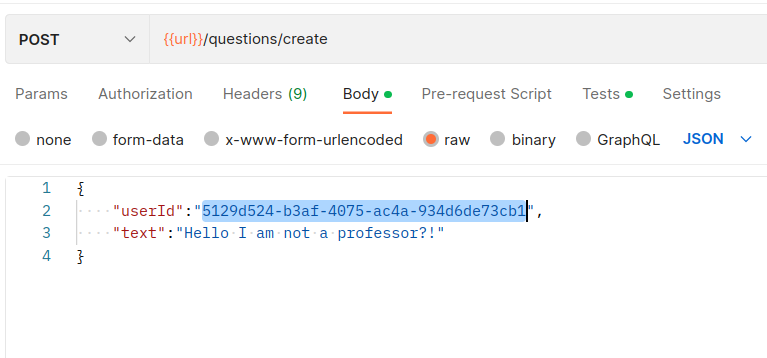 POST {{url}}/questions/create
Params Authorization Headers (9) Body Pre-request Script Tests Settings
none form-data x-www-form-urlencoded raw binary GraphQL JSON
1 {
2 "userId":"5129d524-b3af-4075-ac4a-934d6de73cb1",
3 "text":"Hello I am not a professor?!"
4 }